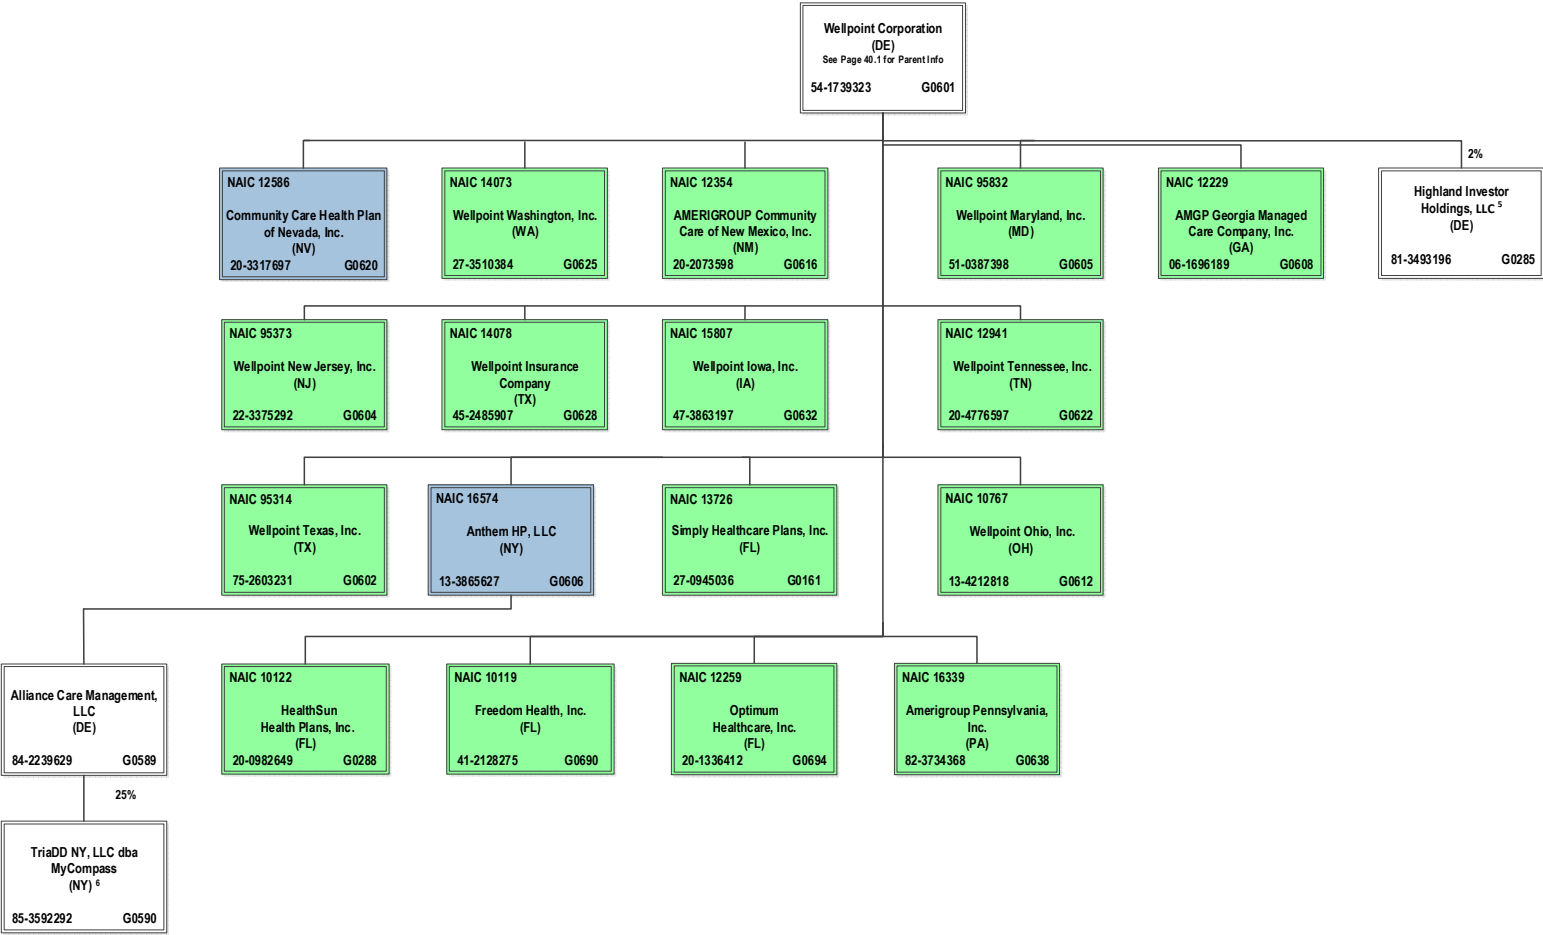 Wellpoint Corporation
(DE)
See Page 40.1 for Parent Info
54-1739323 G0601
2%
NAIC 12586
Community Care Health Plan
of Nevada, Inc.
(NV)
20-3317697 G0620
NAIC 14073
Wellpoint Washington, Inc.
(WA)
27-3510384 G0625
NAIC 12354
AMERIGROUP Community
Care of New Mexico, Inc.
(NM)
20-2073598 G0616
NAIC 95832
Wellpoint Maryland, Inc.
(MD)
51-0387398 G0605
NAIC 12229
AMGP Georgia Managed
Care Company, Inc.
(GA)
06-1696189 G0608
Highland Investor
Holdings, LLC 5
(DE)
81-3493196 G0285
NAIC 95373
Wellpoint New Jersey, Inc.
(NJ)
22-3375292 G0604
NAIC 14078
Wellpoint Insurance
Company
(TX)
45-2485907 G0628
NAIC 15807
Wellpoint Iowa, Inc.
(IA)
47-3863197 G0632
NAIC 12941
Wellpoint Tennessee, Inc.
(TN)
20-4776597 G0622
NAIC 95314
Wellpoint Texas, Inc.
(TX)
75-2603231 G0602
NAIC 16574
Anthem HP, LLC
(NY)
13-3865627 G0606
NAIC 13726
Simply Healthcare Plans, Inc.
(FL)
27-0945036 G0161
NAIC 10767
Wellpoint Ohio, Inc.
(OH)
13-4212818 G0612
Alliance Care Management,
LLC
(DE)
84-2239629 G0589
NAIC 10122
HealthSun
Health Plans, Inc.
(FL)
20-0982649 G0288
NAIC 10119
Freedom Health, Inc.
(FL)
41-2128275 G0690
NAIC 12259
Optimum
Healthcare, Inc.
(FL)
20-1336412 G0694
NAIC 16339
Amerigroup Pennsylvania,
Inc.
(PA)
82-3734368 G0638
25%
TriaDD NY, LLC dba
MyCompass
(NY) 6
85-3592292 G0590